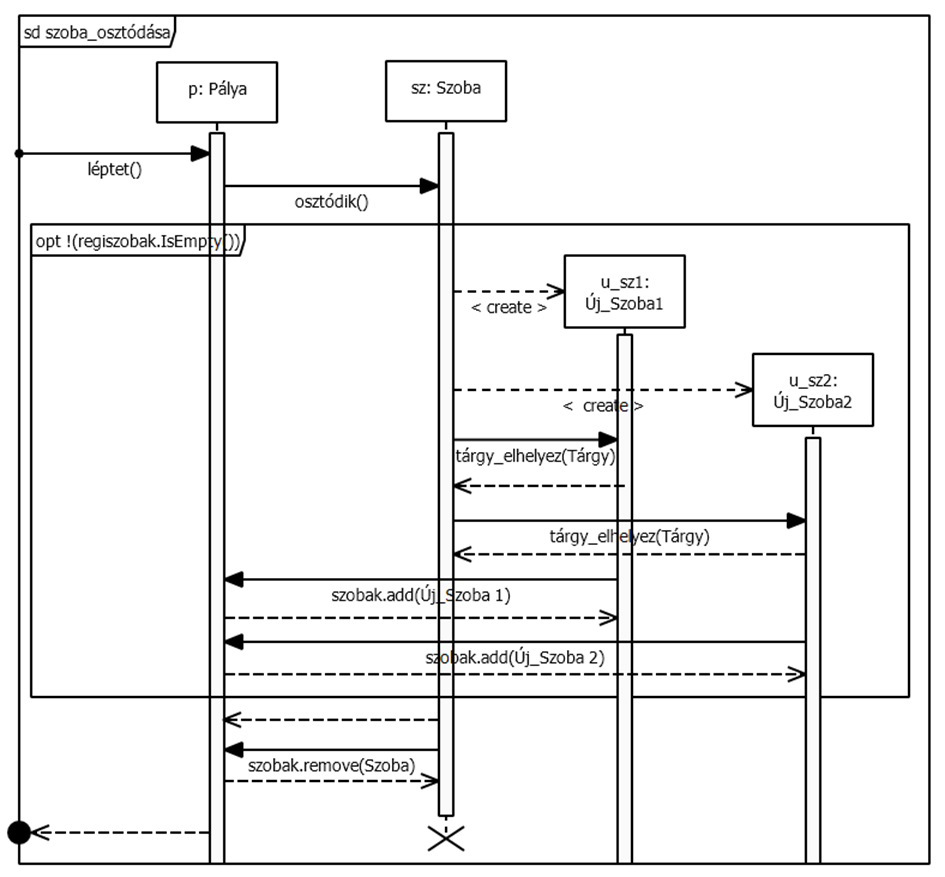 sd szoba_osztódása
p: Pálya
sz: Szoba
léptet()
osztódik()
opt !(regiszobak.IsEmpty())
u_sz1:
Új_Szoba1
< create >
u_sz2:
Új_Szoba2
< create >
tárgy_elhelyez(Tárgy)
tárgy_elhelyez(Tárgy)
szobak.add(Új_Szoba 1)
szobak.add(Új_Szoba 2)
szobak.remove(Szoba)